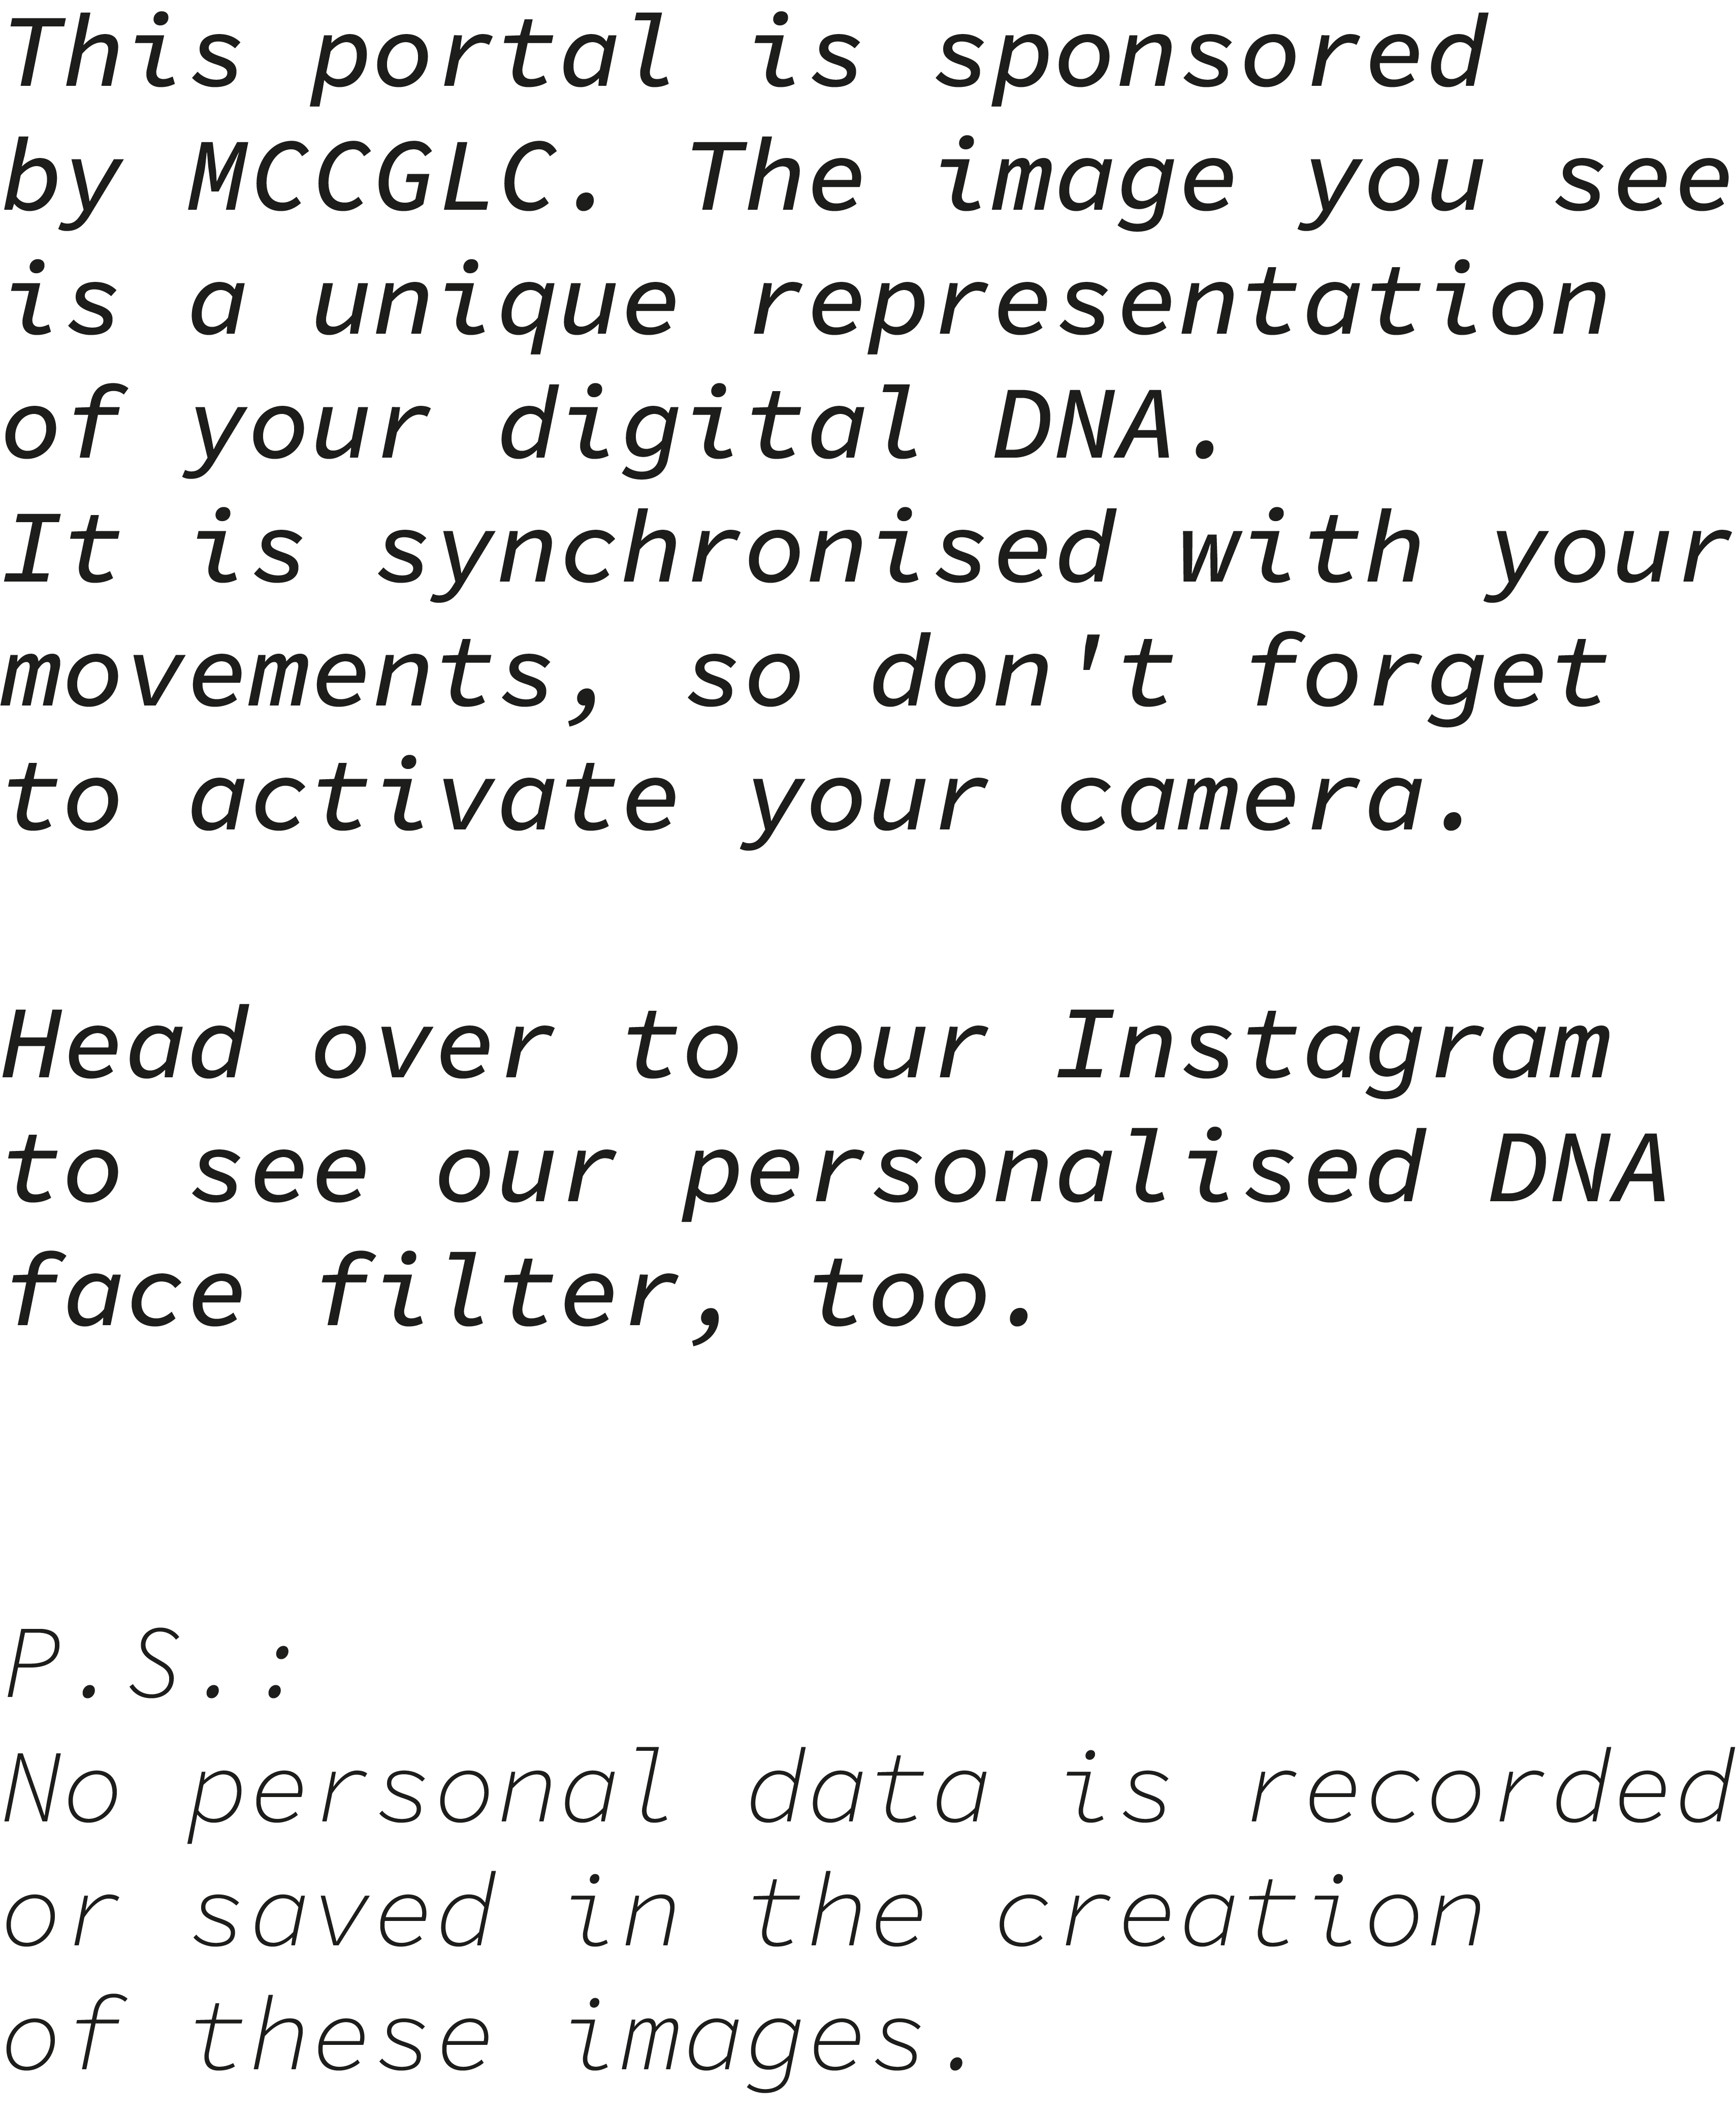 This portal is sponsored
by MCCGLC. The image you see
is a unique representation
of your digital DNA.
It is synchronised with your
movements, so don't forget
to activate your camera.
Head over to our Instagram
to see our personalised DNA
face filter, too.
P.S.:
No personal data is recorded
or saved in the creation
of these images.